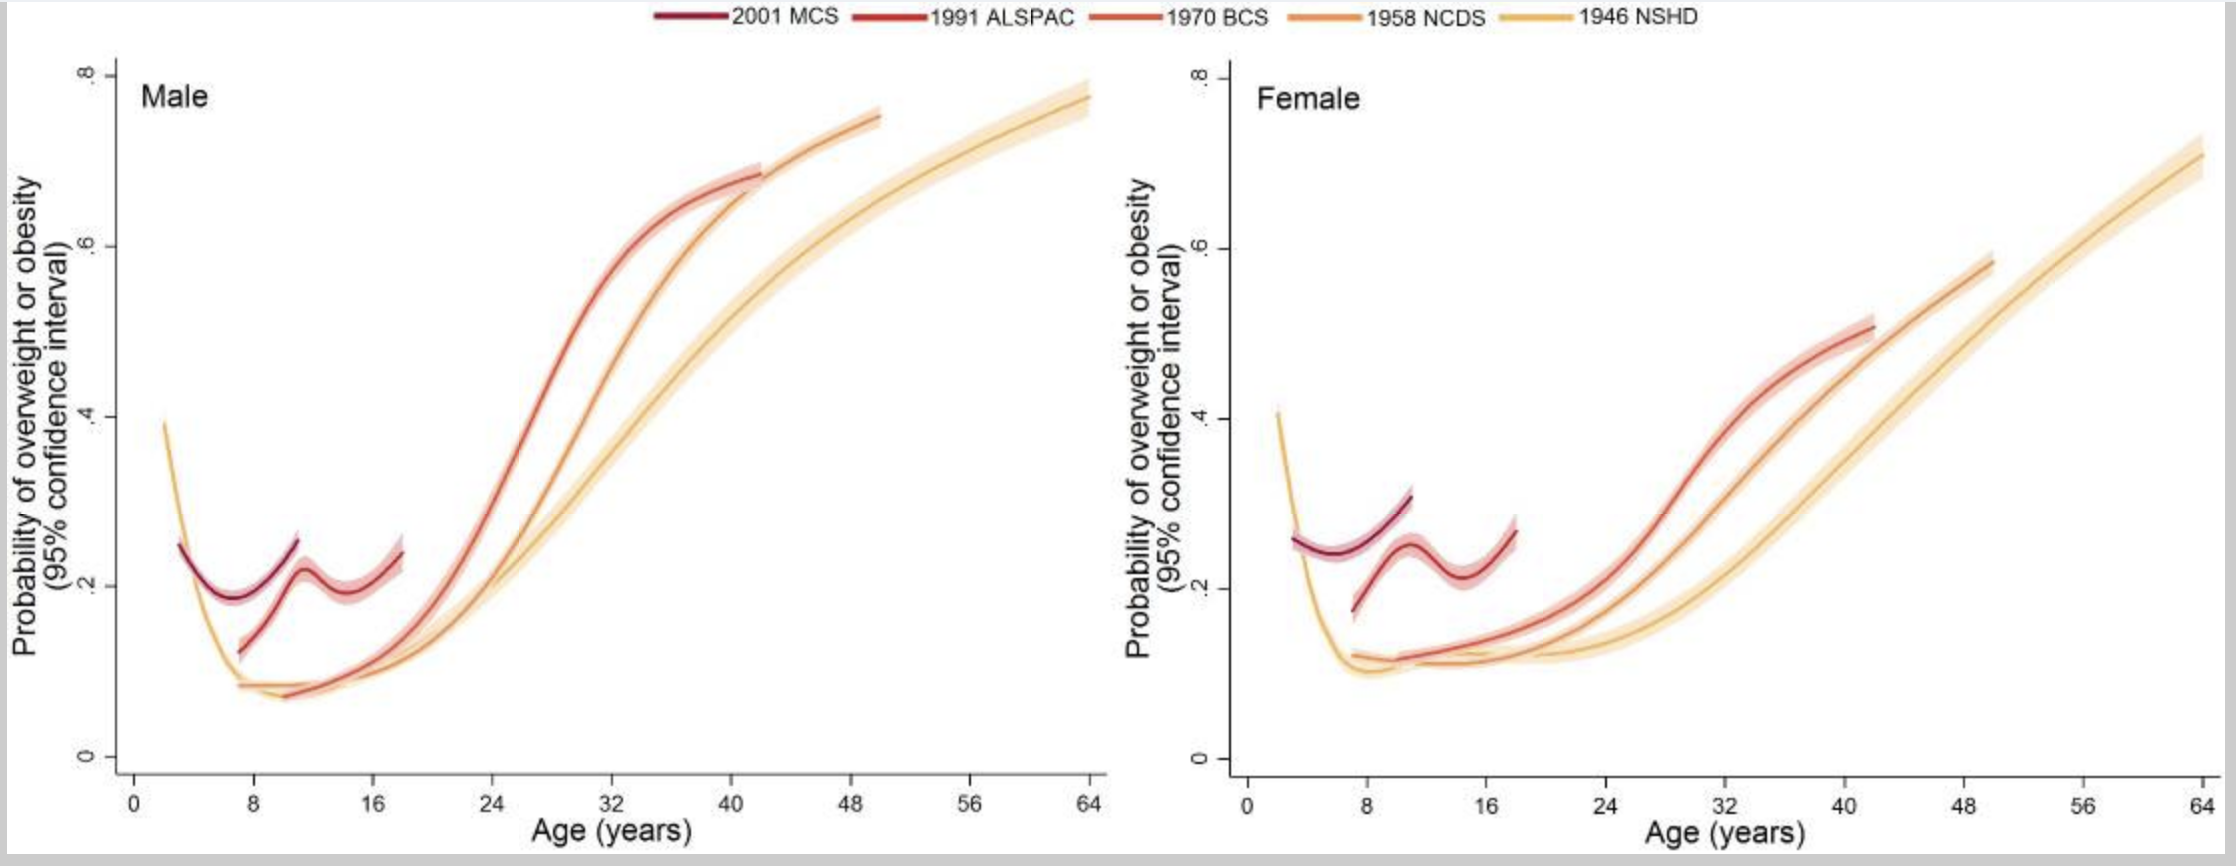 2001 MCS 1991 ALSPAC 1970 BCS 1958 NCDS 1946 NSHD
Male
Probability of overweight or obesity
(95% confidence interval)
.8
.6
.4
.2
0
0 8 16 24 32 40 48 56 64
Age (years)
Female
Probability of overweight or obesity
(95% confidence interval)
.8
.6
.4
.2
0
0 8 16 24 32 40 48 56 64
Age (years)